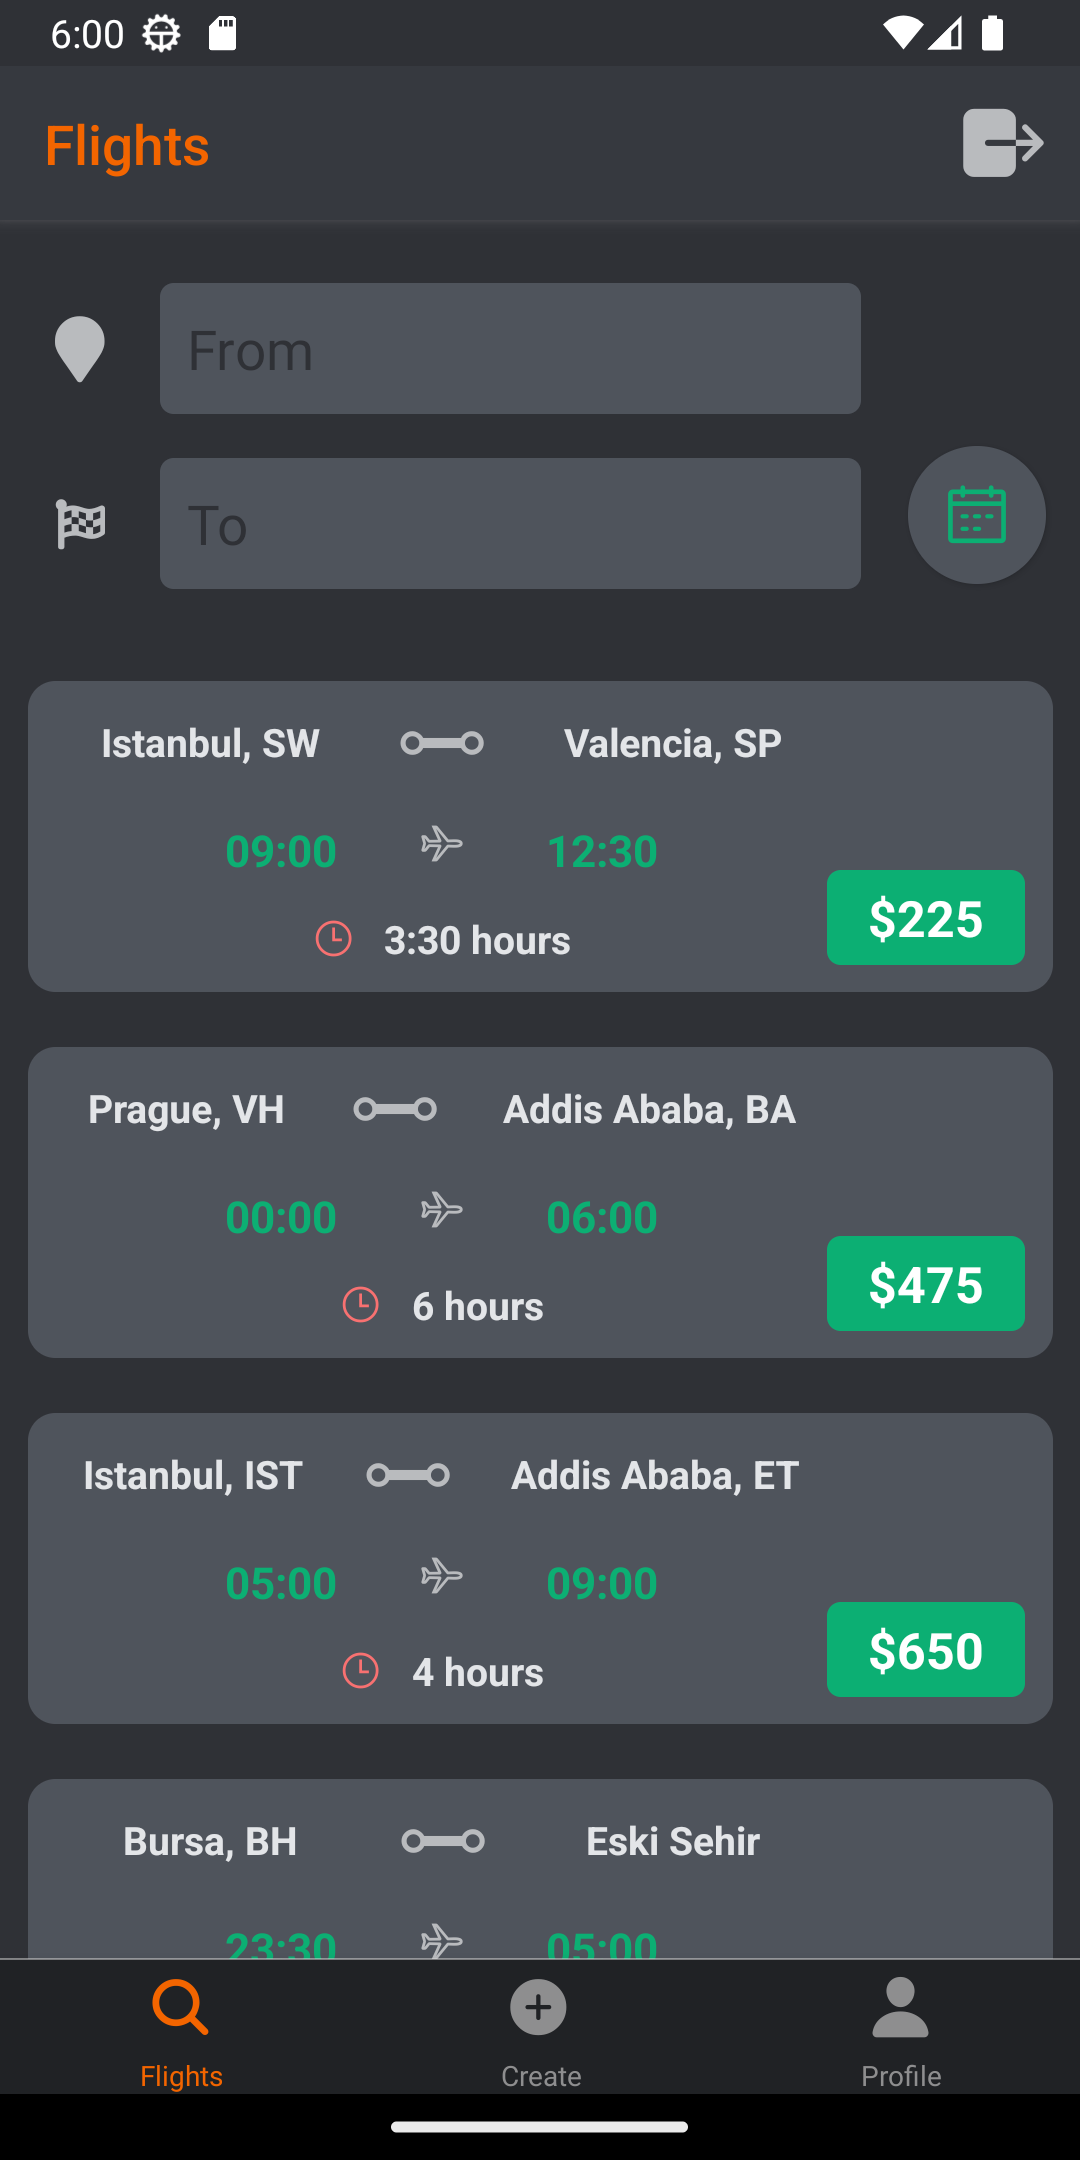 6:00
Flights
From
To
Istanbul, SW Valencia, SP
09:00 12:30
3:30 hours $225
Prague, VH Addis Ababa, BA
00:00 06:00
6 hours $475
Istanbul, IST Addis Ababa, ET
05:00 09:00
4 hours $650
Bursa, BH Eski Sehir
23:30 05:00
Flights Create Profile